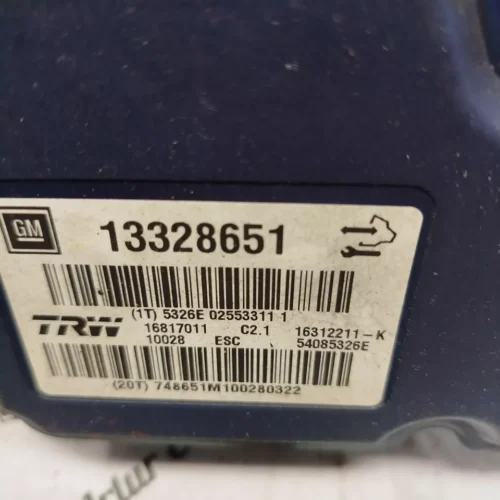 GM 13328651
(1T) 5326E 02553311 1
TRW 16817011 C2.1 16312211-K
10028 ESC 54085326E
(20T) 748651M100280322